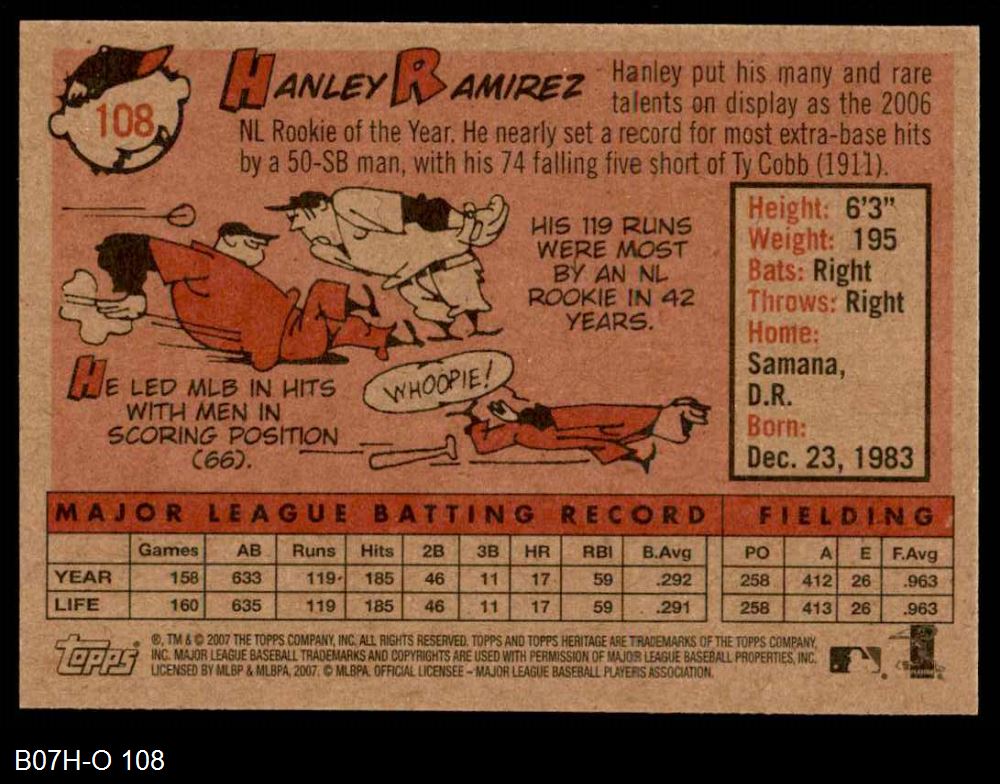 108
HANLEY RAMIREZ
Hanley put his many and rare
talents on display as the 2006
NL Rookie of the Year. He nearly set a record for most extra-base hits
by a 50-SB man, with his 74 falling five short of Ty Cobb (1911).
HIS 119 RUNS
WERE MOST
BY AN NL
ROOKIE IN 42
YEARS.
HE LED MLB IN HITS
WITH MEN IN
SCORING POSITION
(66).
WHOOPIE!
Height: 6'3"
Weight: 195
Bats: Right
Throws: Right
Home:
Samana,
D.R.
Born:
Dec. 23, 1983
MAJOR LEAGUE BATTING RECORD FIELDING
Games AB Runs Hits 2B 3B HR RBI B.Avg PO A E F.Avg
YEAR 158 633 119 185 46 11 17 59 .292 258 412 26 .963
LIFE 160 635 119 185 46 11 17 59 .291 258 413 26 .963
Topps
®, TM & © 2007 THE TOPPS COMPANY, INC. ALL RIGHTS RESERVED. TOPPS AND TOPPS HERITAGE ARE TRADEMARKS OF THE TOPPS COMPANY,
INC. MAJOR LEAGUE BASEBALL TRADEMARKS AND COPYRIGHTS ARE USED WITH PERMISSION OF MAJOR LEAGUE BASEBALL PROPERTIES, INC.
LICENSED BY MLBP & MLBPA, 2007. © MLBPA. OFFICIAL LICENSEE – MAJOR LEAGUE BASEBALL PLAYERS ASSOCIATION.
B07H-O 108